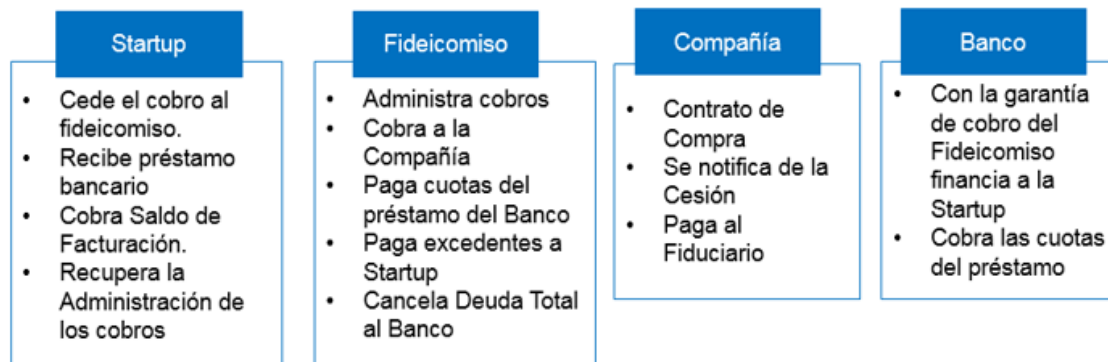 Startup
• Cede el cobro al
fideicomiso.
• Recibe préstamo
bancario
• Cobra Saldo de
Facturación.
• Recupera la
Administración de
los cobros
Fideicomiso
• Administra cobros
• Cobra a la
Compañía
• Paga cuotas del
préstamo del Banco
• Paga excedentes a
Startup
• Cancela Deuda Total
al Banco
Compañía
• Contrato de
Compra
• Se notifica de la
Cesión
• Paga al
Fiduciario
Banco
• Con la garantía
de cobro del
Fideicomiso
financia a la
Startup
• Cobra las cuotas
del préstamo